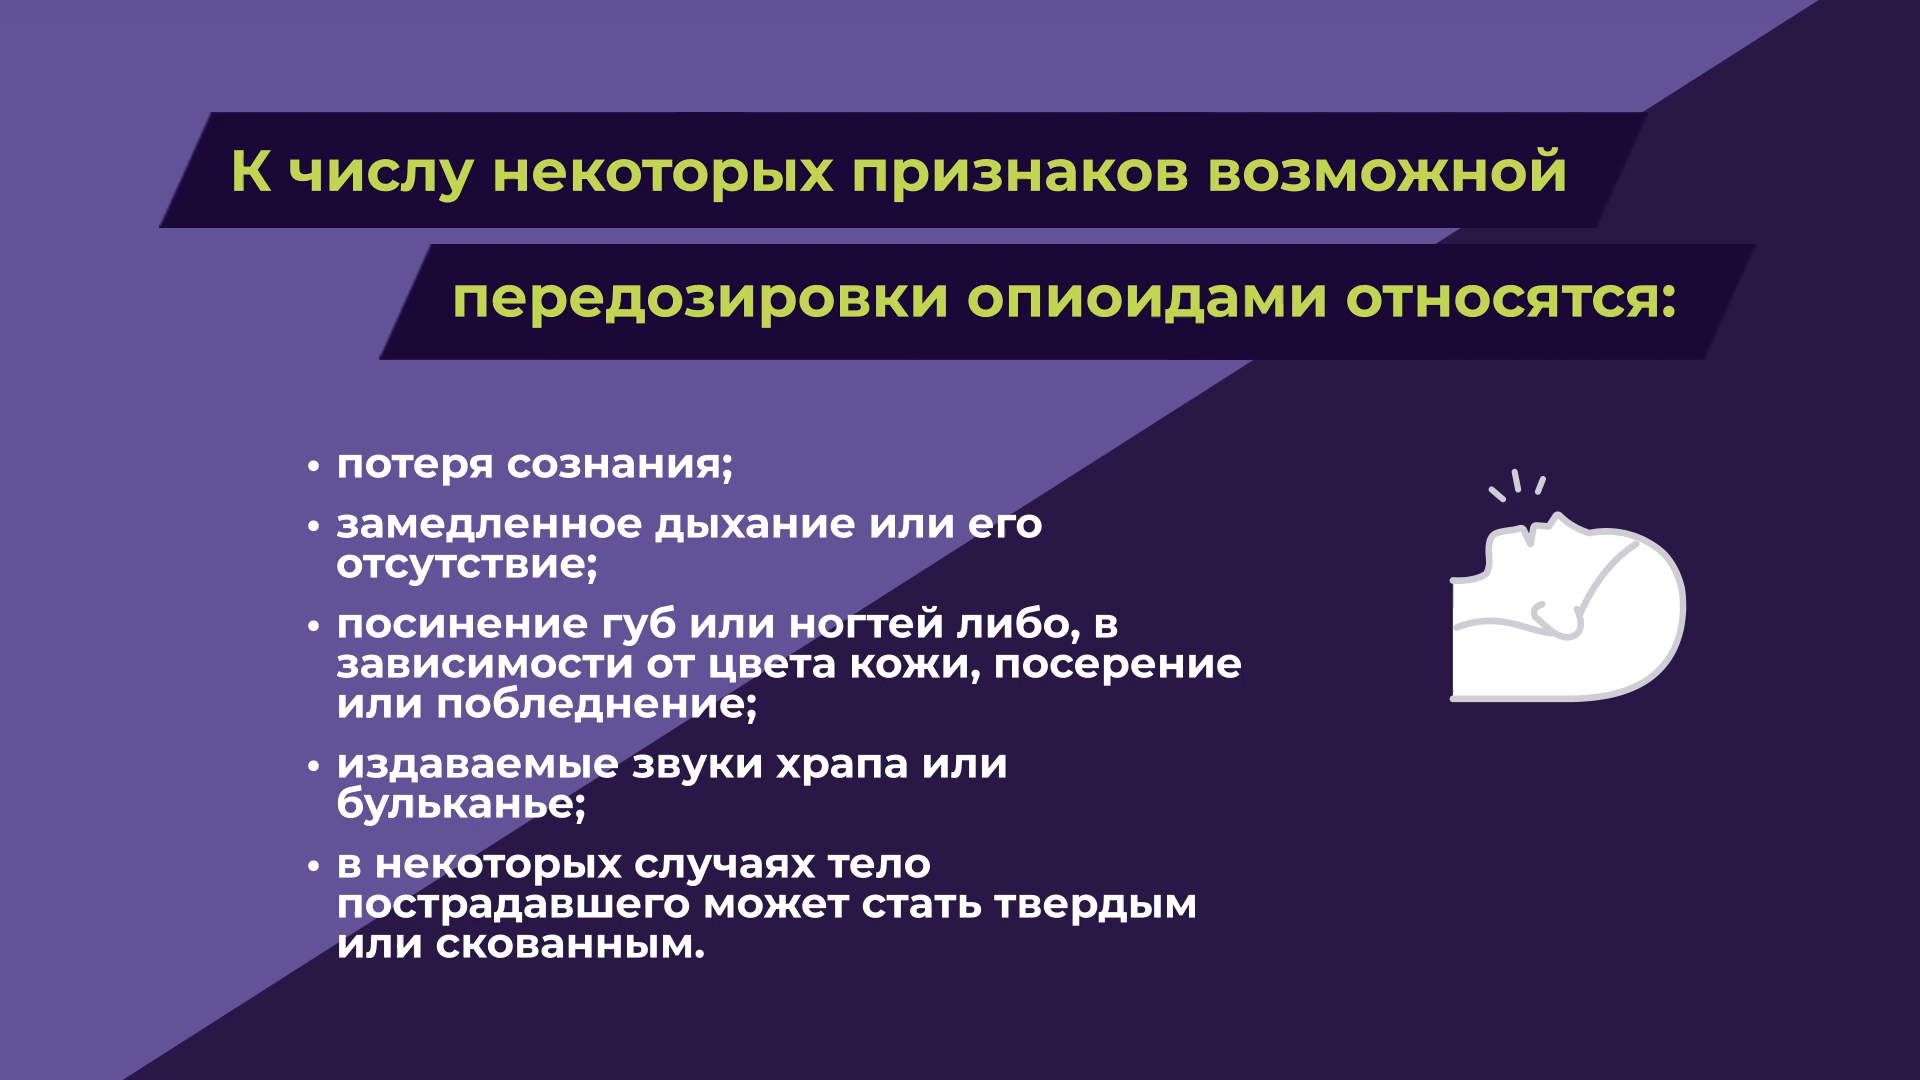 К числу некоторых признаков возможной
передозировки опиоидами относятся:
• потеря сознания;
• замедленное дыхание или его
отсутствие;
• посинение губ или ногтей либо, в
зависимости от цвета кожи, посерение
или побледнение;
• издаваемые звуки храпа или
бульканье;
• в некоторых случаях тело
пострадавшего может стать твердым
или скованным.